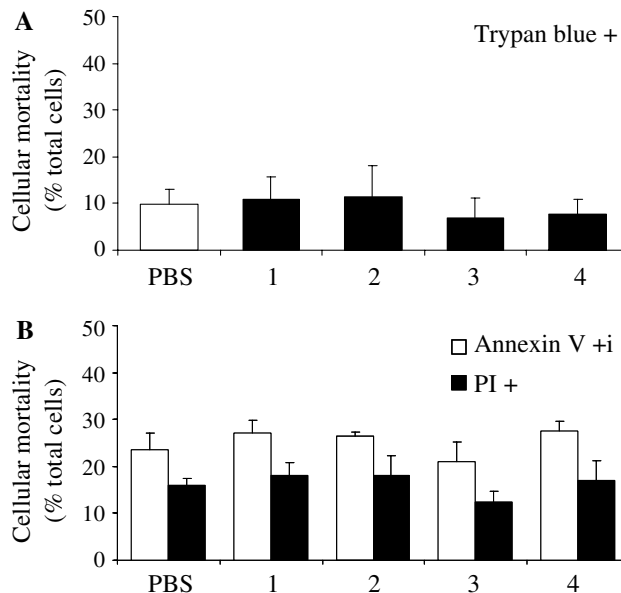 A
Trypan blue +
Cellular mortality
(% total cells)
50
40
30
20
10
0
PBS 1 2 3 4
B
Annexin V +i
PI +
Cellular mortality
(% total cells)
50
40
30
20
10
0
PBS 1 2 3 4